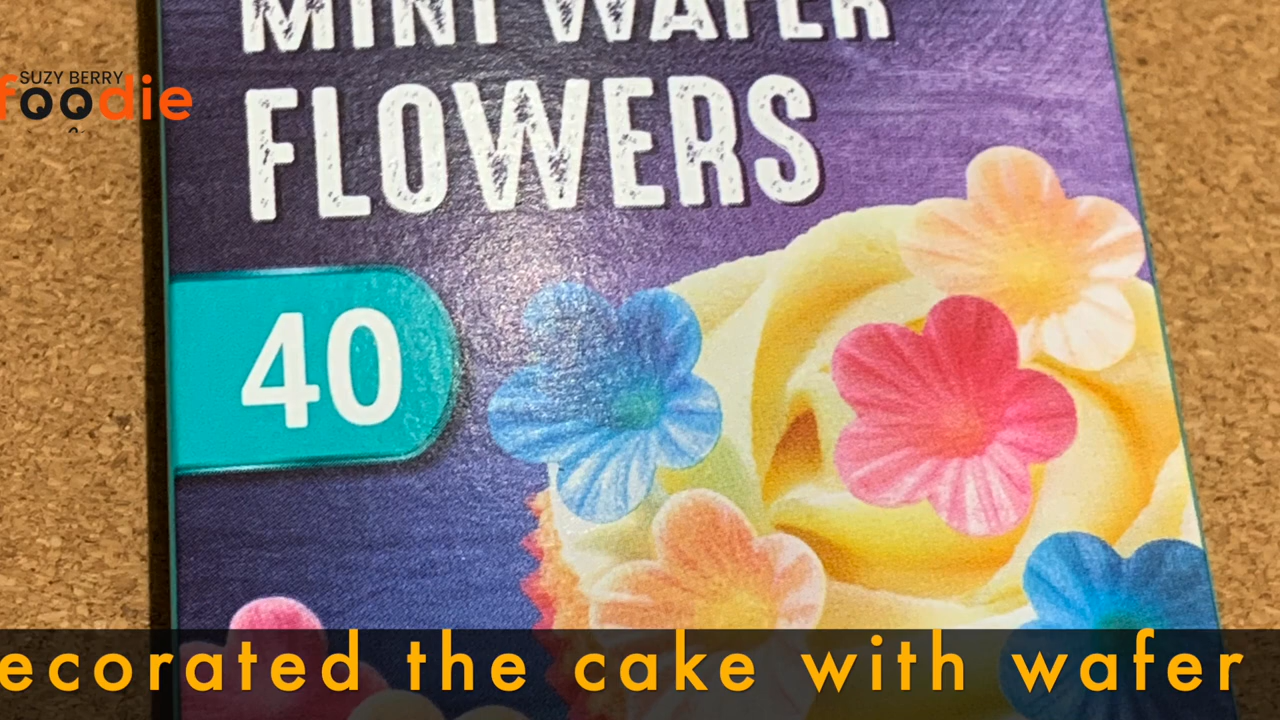 MINI WAFER
SUZY BERRY
foodie
FLOWERS
40
ecorated the cake with wafer